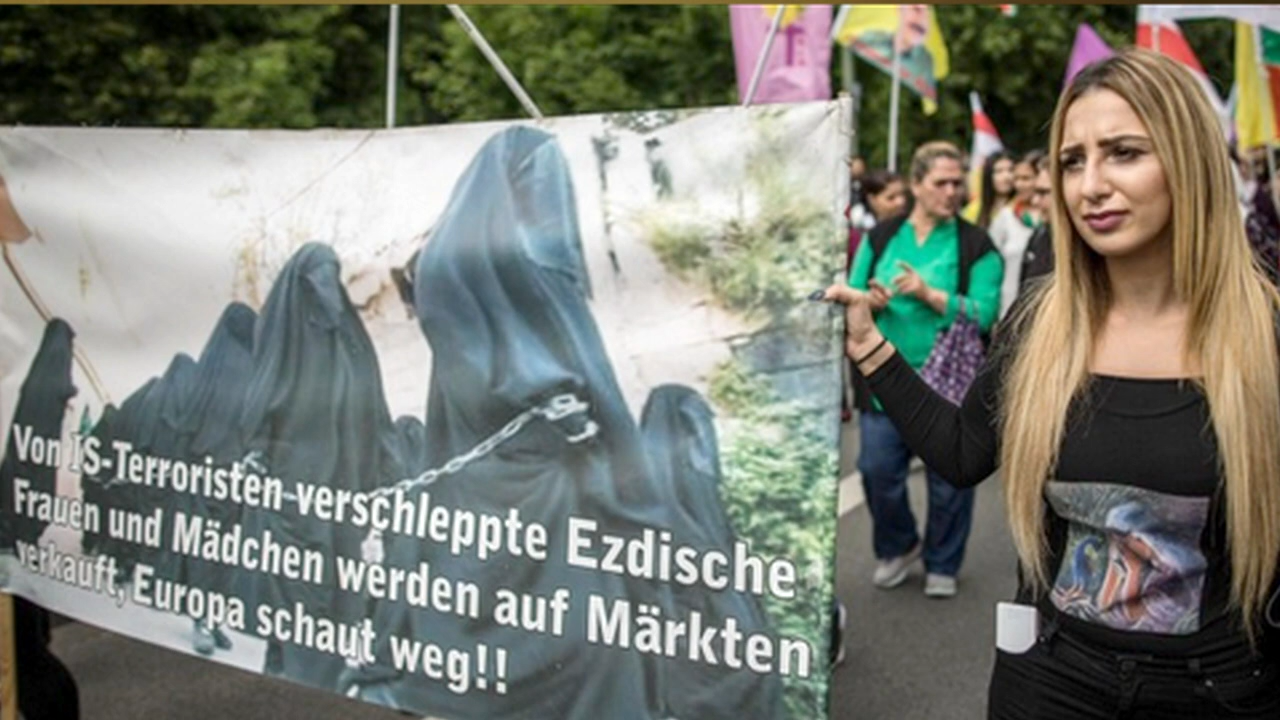 Von IS-Terroristen verschleppte Ezdische
Frauen und Mädchen werden auf Märkten
verkauft, Europa schaut weg!!